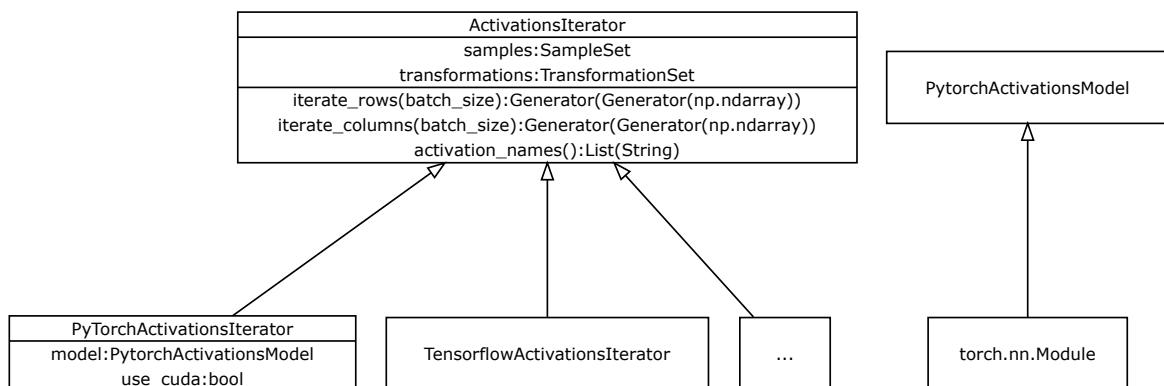 ActivationsIterator
samples:SampleSet
transformations:TransformationSet
iterate_rows(batch_size):Generator(Generator(np.ndarray))
iterate_columns(batch_size):Generator(Generator(np.ndarray))
activation_names():List(String)
PytorchActivationsModel
PyTorchActivationsIterator
model:PytorchActivationsModel
use_cuda:bool
TensorflowActivationsIterator
...
torch.nn.Module